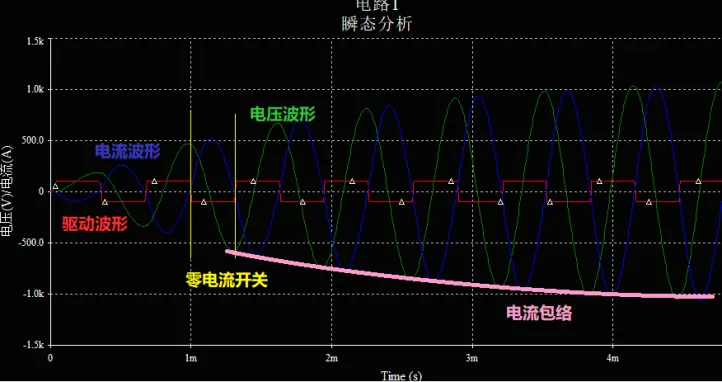 电路1
瞬态分析
1.5k
1.0k
500.0
0
-500.0
-1.0k
-1.5k
电压(V)/电流(A)
电压波形
电流波形
驱动波形
零电流开关
电流包络
0
1m
2m
3m
4m
Time (s)